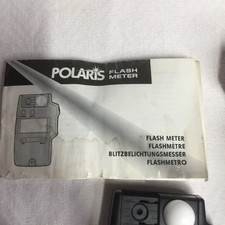 POLARIS FLASH METER
FLASH METER
FLASHMÈTRE
BLITZBELICHTUNGSMESSER
FLASHMETRO